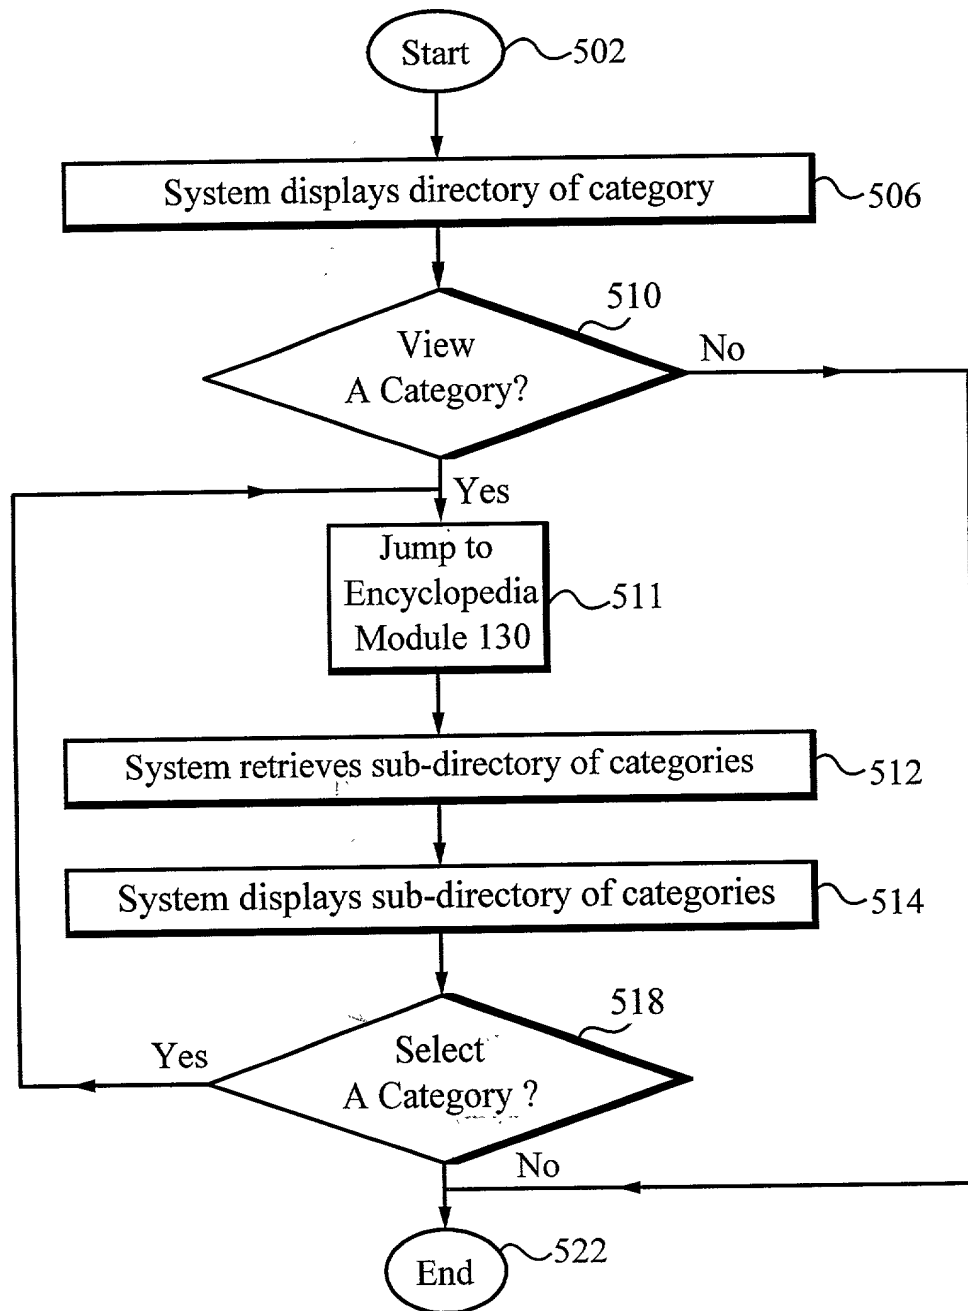 Start
502
System displays directory of category
506
510
View
A Category?
No
Yes
Jump to
Encyclopedia
Module 130
511
System retrieves sub-directory of categories
512
System displays sub-directory of categories
514
518
Select
A Category ?
Yes
No
End
522